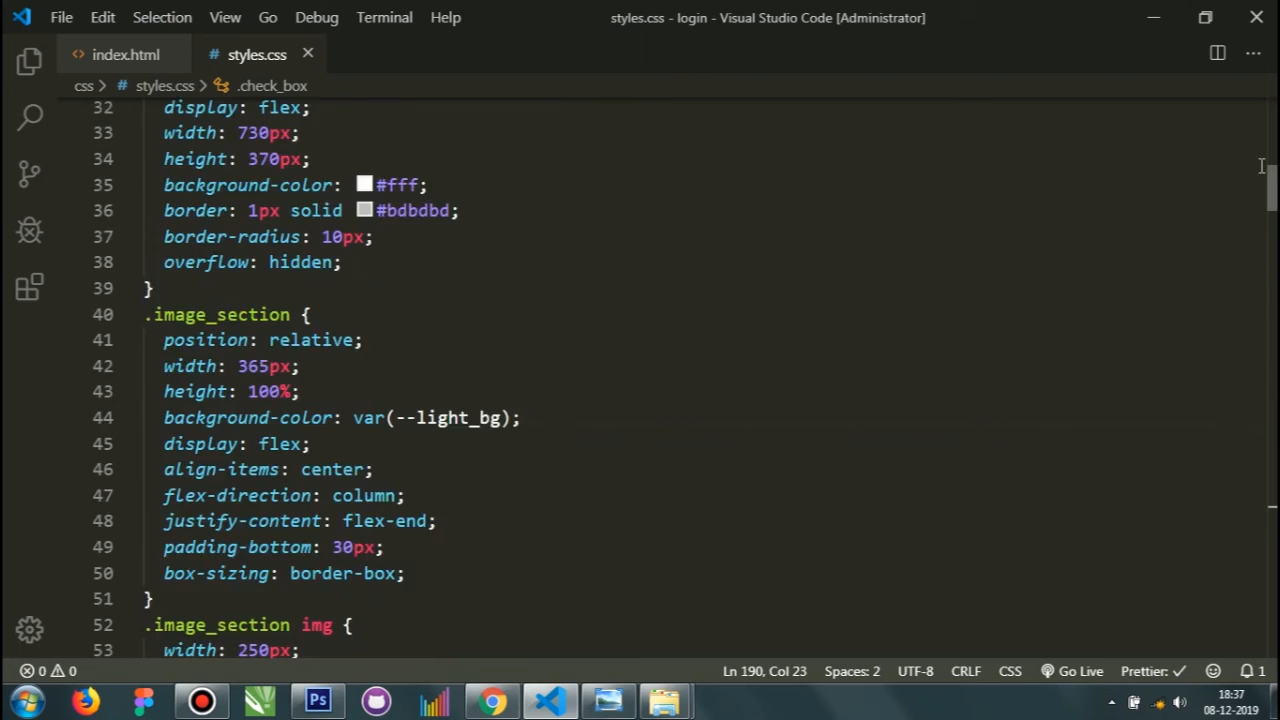 File Edit Selection View Go Debug Terminal Help
styles.css - login - Visual Studio Code [Administrator]
index.html
# styles.css ×
css > # styles.css > .check_box
32 display: flex;
33 width: 730px;
34 height: 370px;
35 background-color: #fff;
36 border: 1px solid #bdbdbd;
37 border-radius: 10px;
38 overflow: hidden;
39 }
40 .image_section {
41 position: relative;
42 width: 365px;
43 height: 100%;
44 background-color: var(--light_bg);
45 display: flex;
46 align-items: center;
47 flex-direction: column;
48 justify-content: flex-end;
49 padding-bottom: 30px;
50 box-sizing: border-box;
51 }
52 .image_section img {
53 width: 250px;
0 0
Ln 190, Col 23 Spaces: 2 UTF-8 CRLF CSS Go Live Prettier: ✓ 1
Ps
18:37
08-12-2019